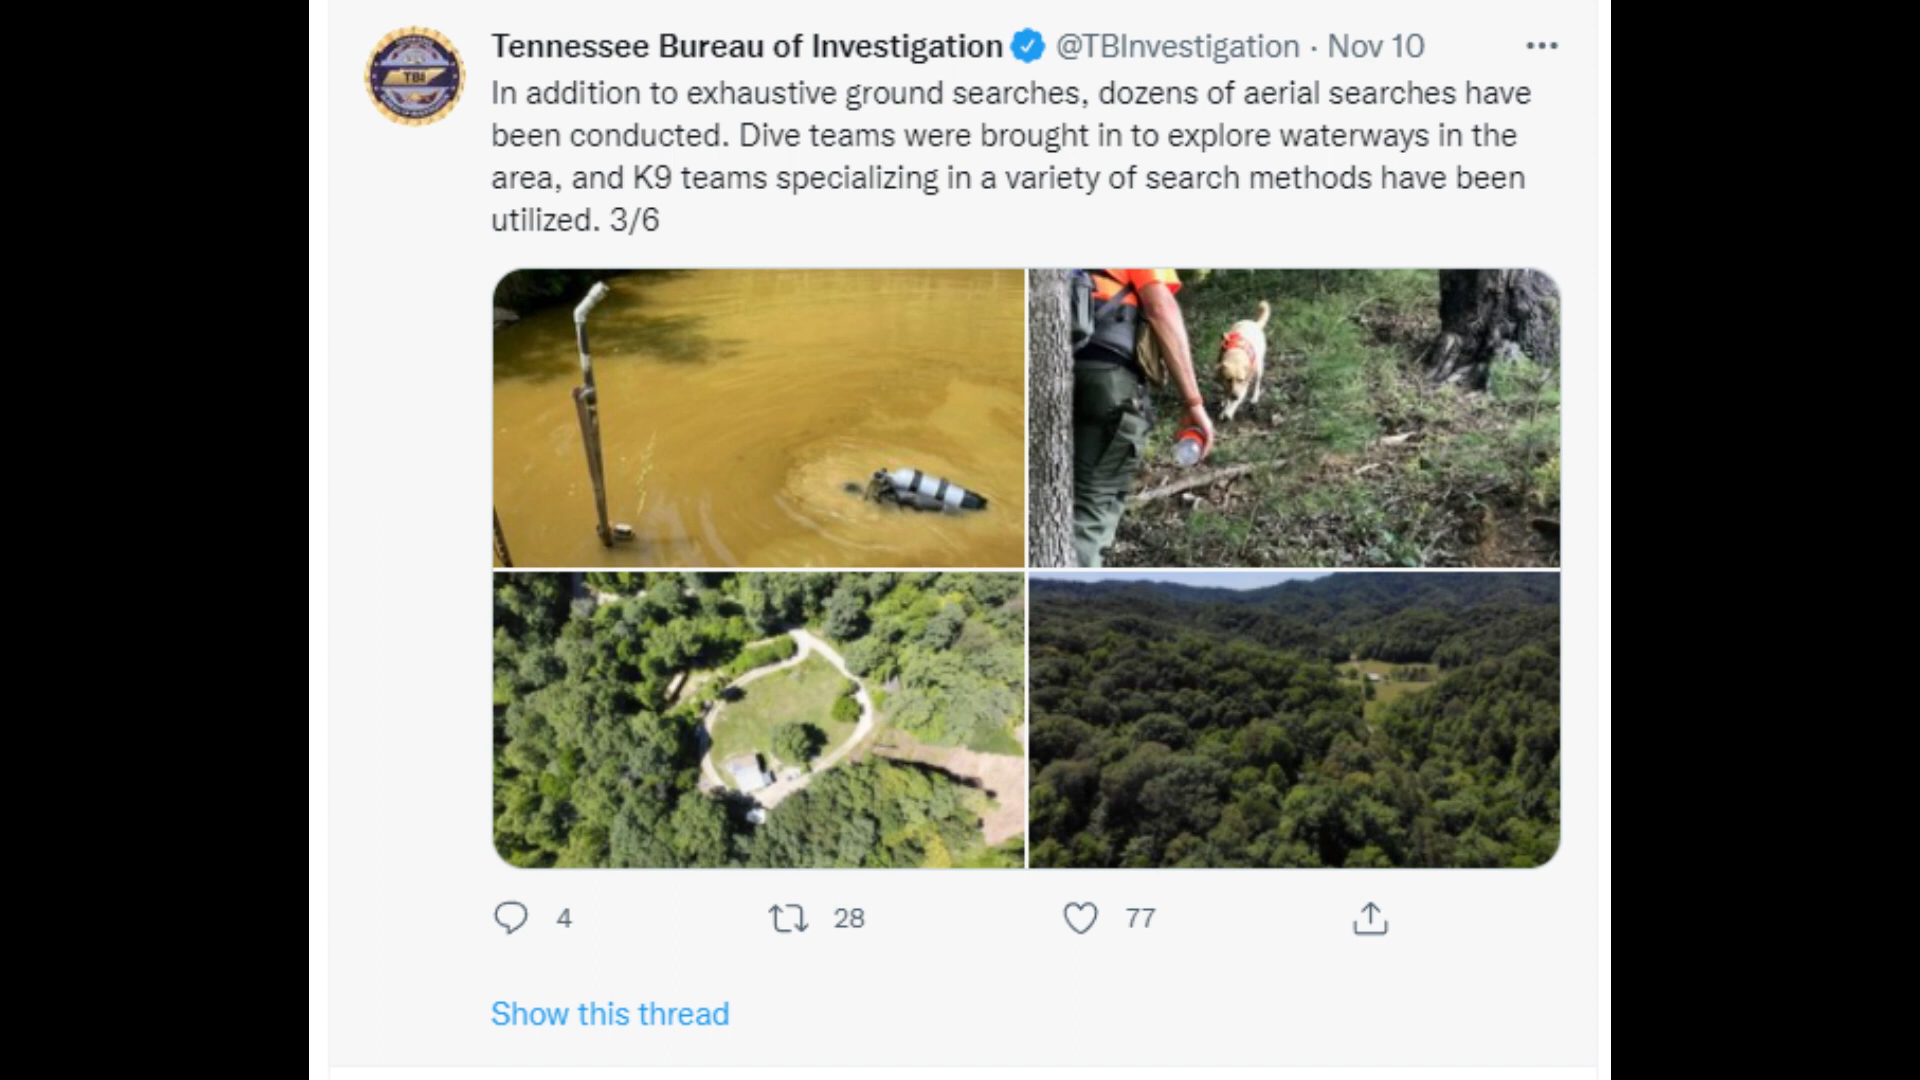 Tennessee Bureau of Investigation @TBInvestigation · Nov 10
In addition to exhaustive ground searches, dozens of aerial searches have
been conducted. Dive teams were brought in to explore waterways in the
area, and K9 teams specializing in a variety of search methods have been
utilized. 3/6
TBI
4 28 77
Show this thread